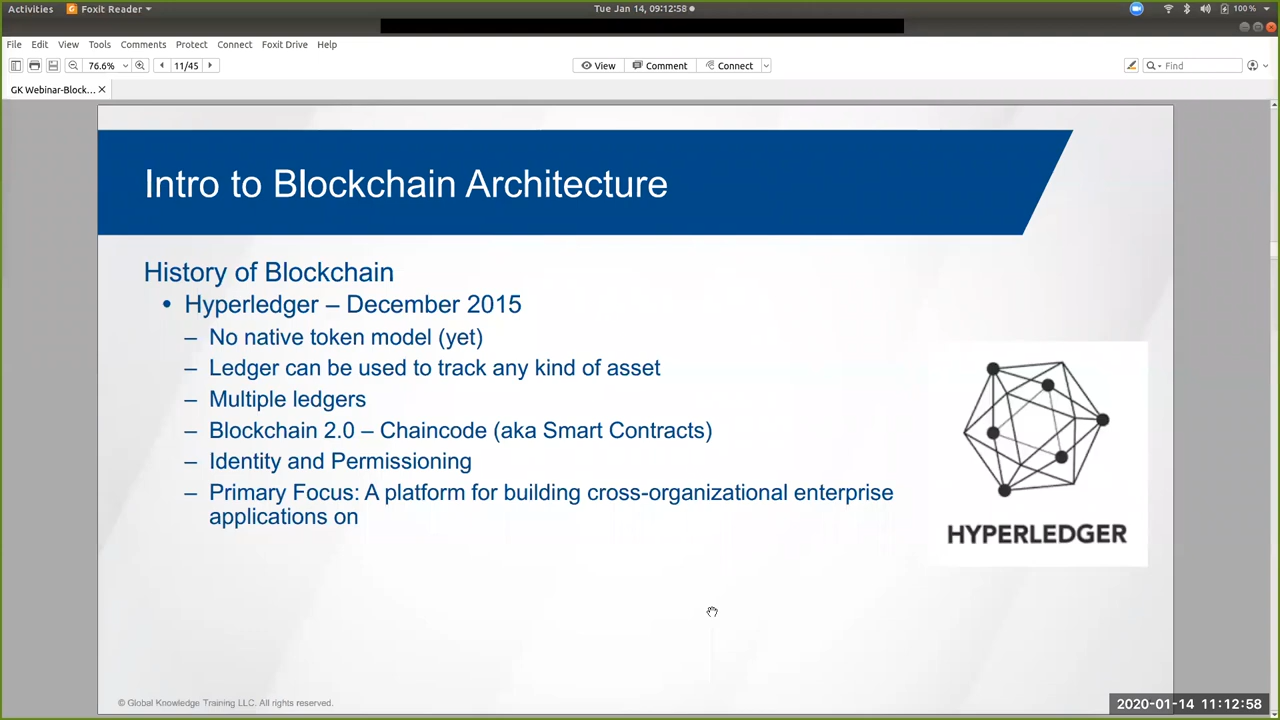 Activities Foxit Reader Tue Jan 14, 09:12:58 100 %
File Edit View Tools Comments Protect Connect Foxit Drive Help
76.6% 11/45 View Comment Connect Find
GK Webinar-Block...
Intro to Blockchain Architecture
History of Blockchain
• Hyperledger – December 2015
– No native token model (yet)
– Ledger can be used to track any kind of asset
– Multiple ledgers
– Blockchain 2.0 – Chaincode (aka Smart Contracts)
– Identity and Permissioning
– Primary Focus: A platform for building cross-organizational enterprise
applications on
HYPERLEDGER
© Global Knowledge Training LLC. All rights reserved.
2020-01-14 11:12:58